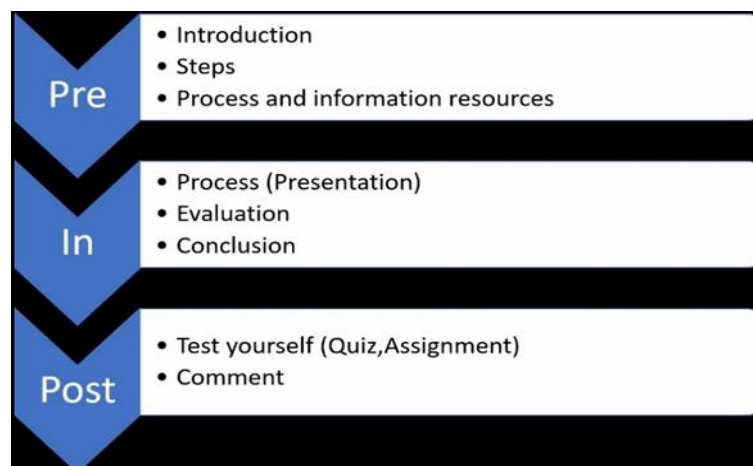 Pre
• Introduction
• Steps
• Process and information resources
In
• Process (Presentation)
• Evaluation
• Conclusion
Post
• Test yourself (Quiz,Assignment)
• Comment